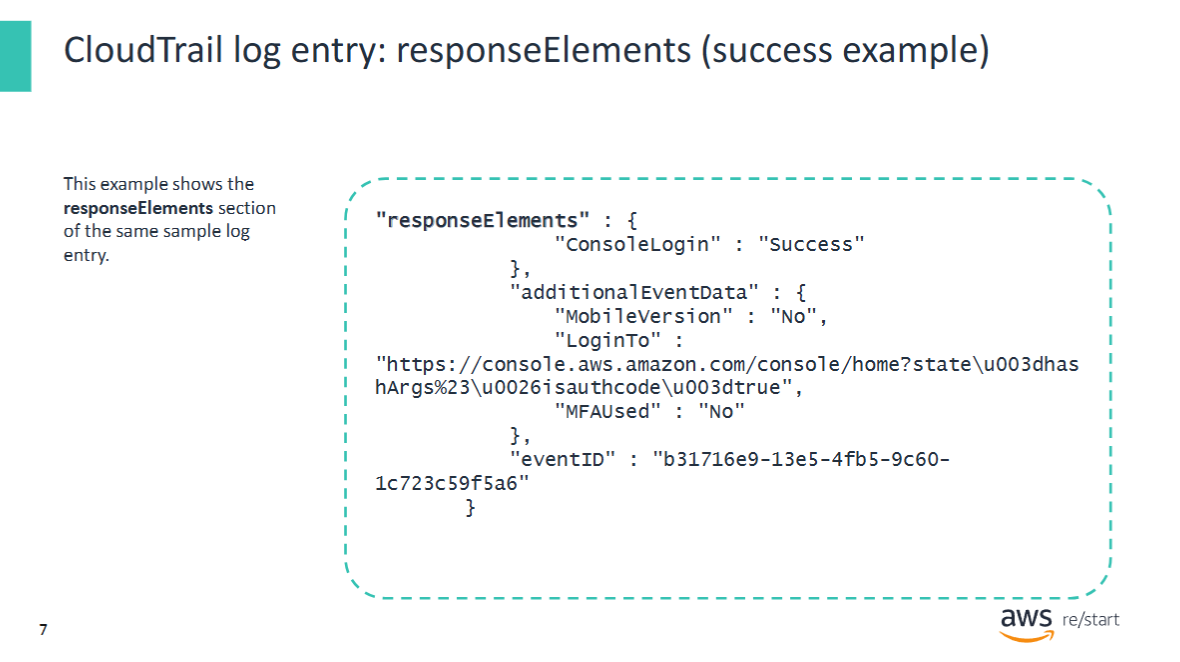 CloudTrail log entry: responseElements (success example)
This example shows the
responseElements section
of the same sample log
entry.
"responseElements" : {
"ConsoleLogin" : "Success"
},
"additionalEventData" : {
"MobileVersion" : "No",
"LoginTo" :
"https://console.aws.amazon.com/console/home?state\u003dhas
hArgs%23\u0026isauthcode\u003dtrue",
"MFAUsed" : "No"
},
"eventID" : "b31716e9-13e5-4fb5-9c60-
1c723c59f5a6"
}
7
aws re/start